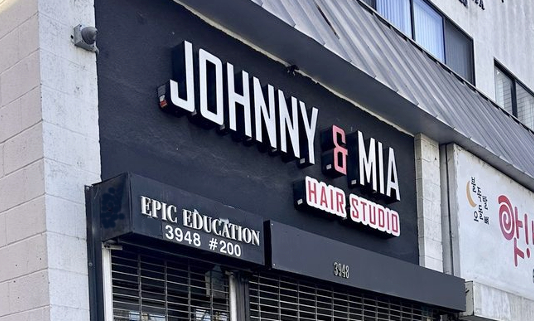 JOHNNY & MIA
HAIR STUDIO
EPIC EDUCATION
3948 #200
3948